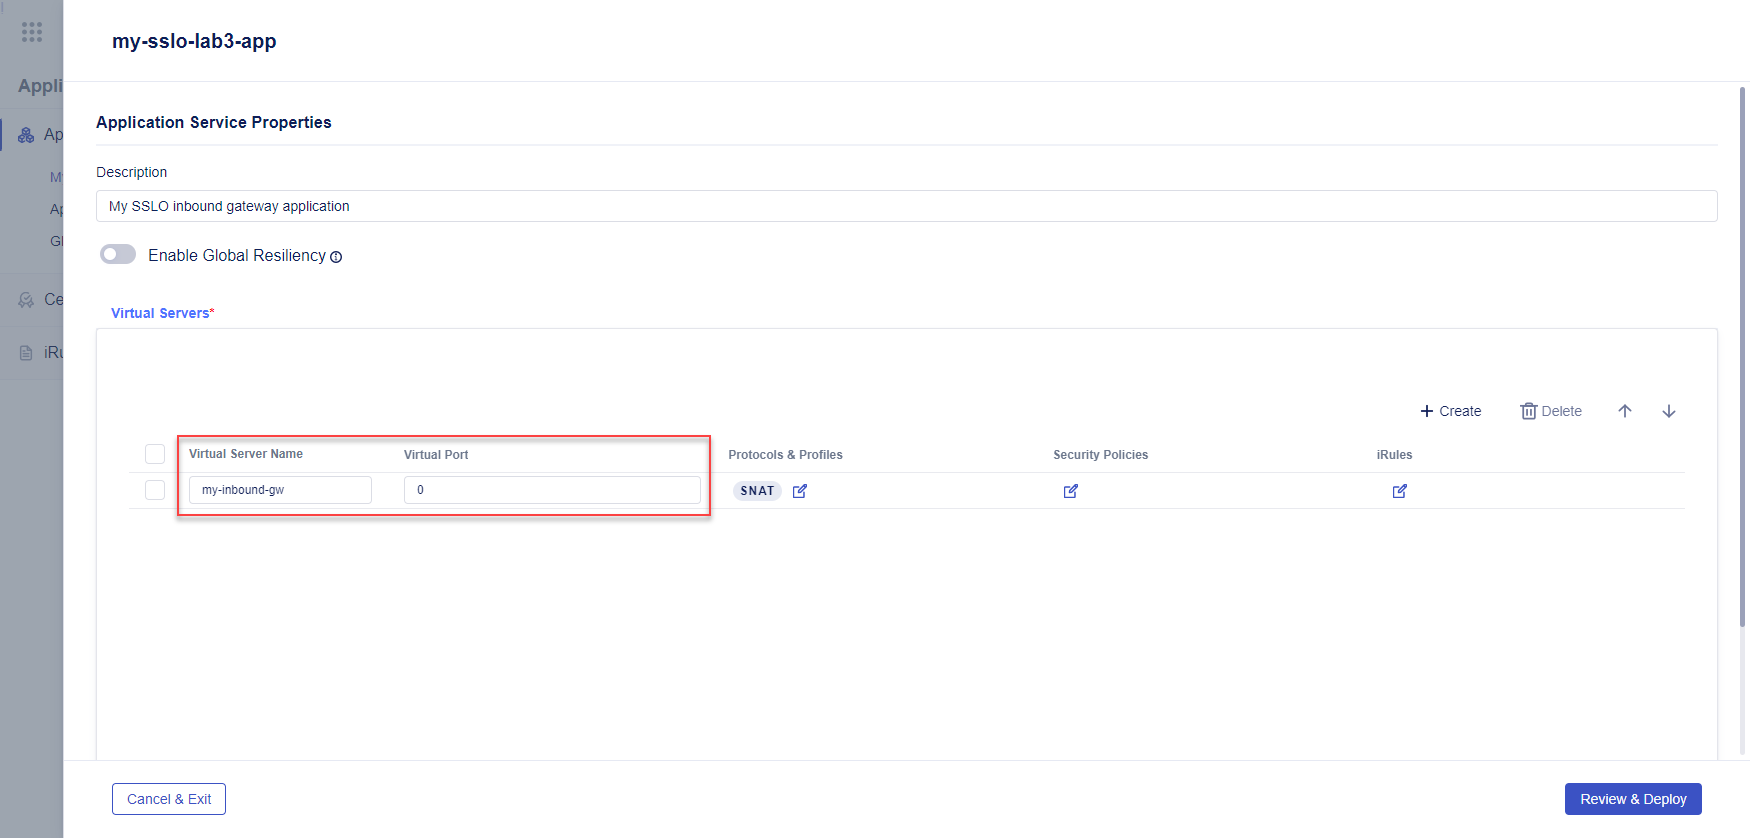 my-sslo-lab3-app
Appli
Application Service Properties
Ap
Description
My
My SSLO inbound gateway application
Ap
Gl
Enable Global Resiliency
Ce
Virtual Servers*
iRu
+ Create
Delete
Virtual Server Name Virtual Port Protocols & Profiles Security Policies iRules
my-inbound-gw 0 SNAT
Cancel & Exit
Review & Deploy